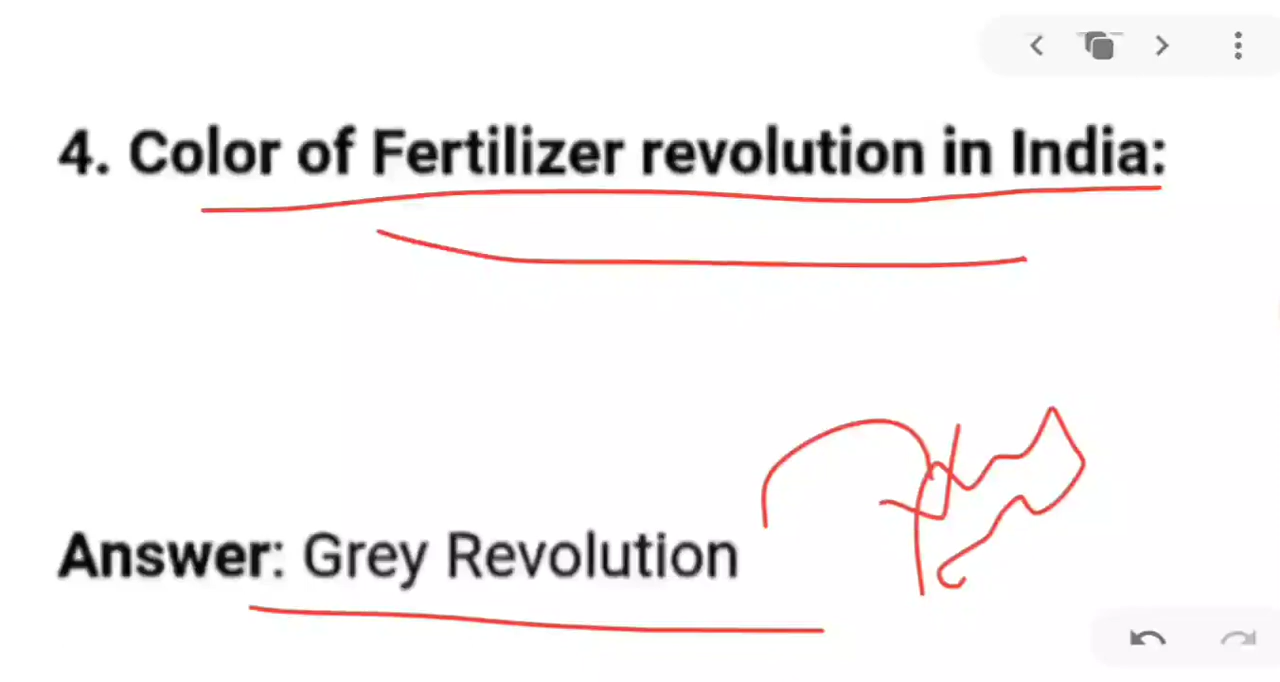 4. Color of Fertilizer revolution in India:
Answer: Grey Revolution